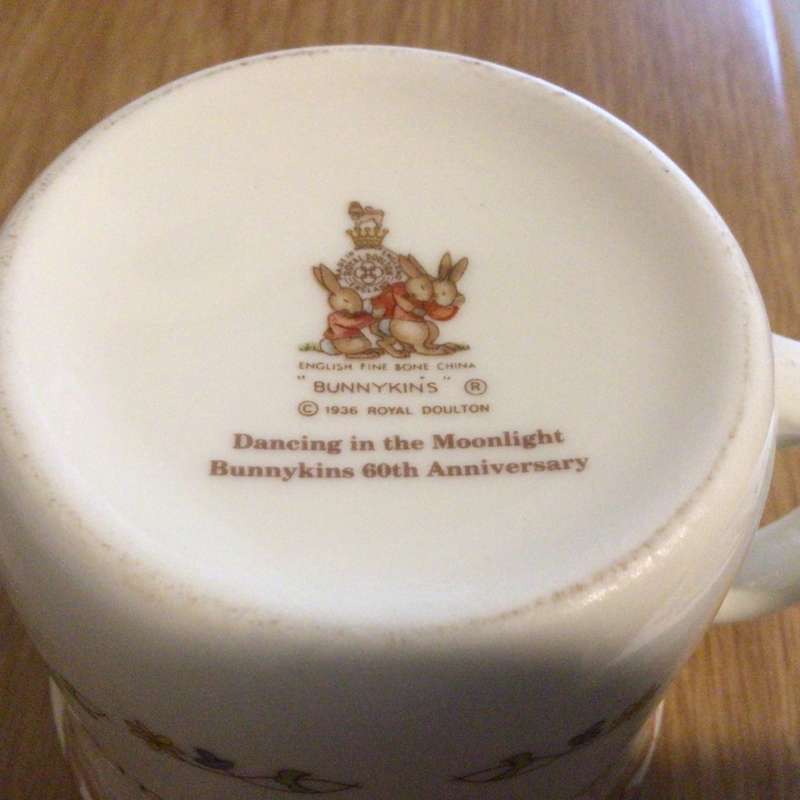 ENGLISH FINE BONE CHINA
"BUNNYKINS" ®
© 1936 ROYAL DOULTON
Dancing in the Moonlight
Bunnykins 60th Anniversary